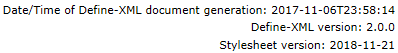 Date/Time of Define-XML document generation: 2017-11-06T23:58:14
Define-XML version: 2.0.0
Stylesheet version: 2018-11-21